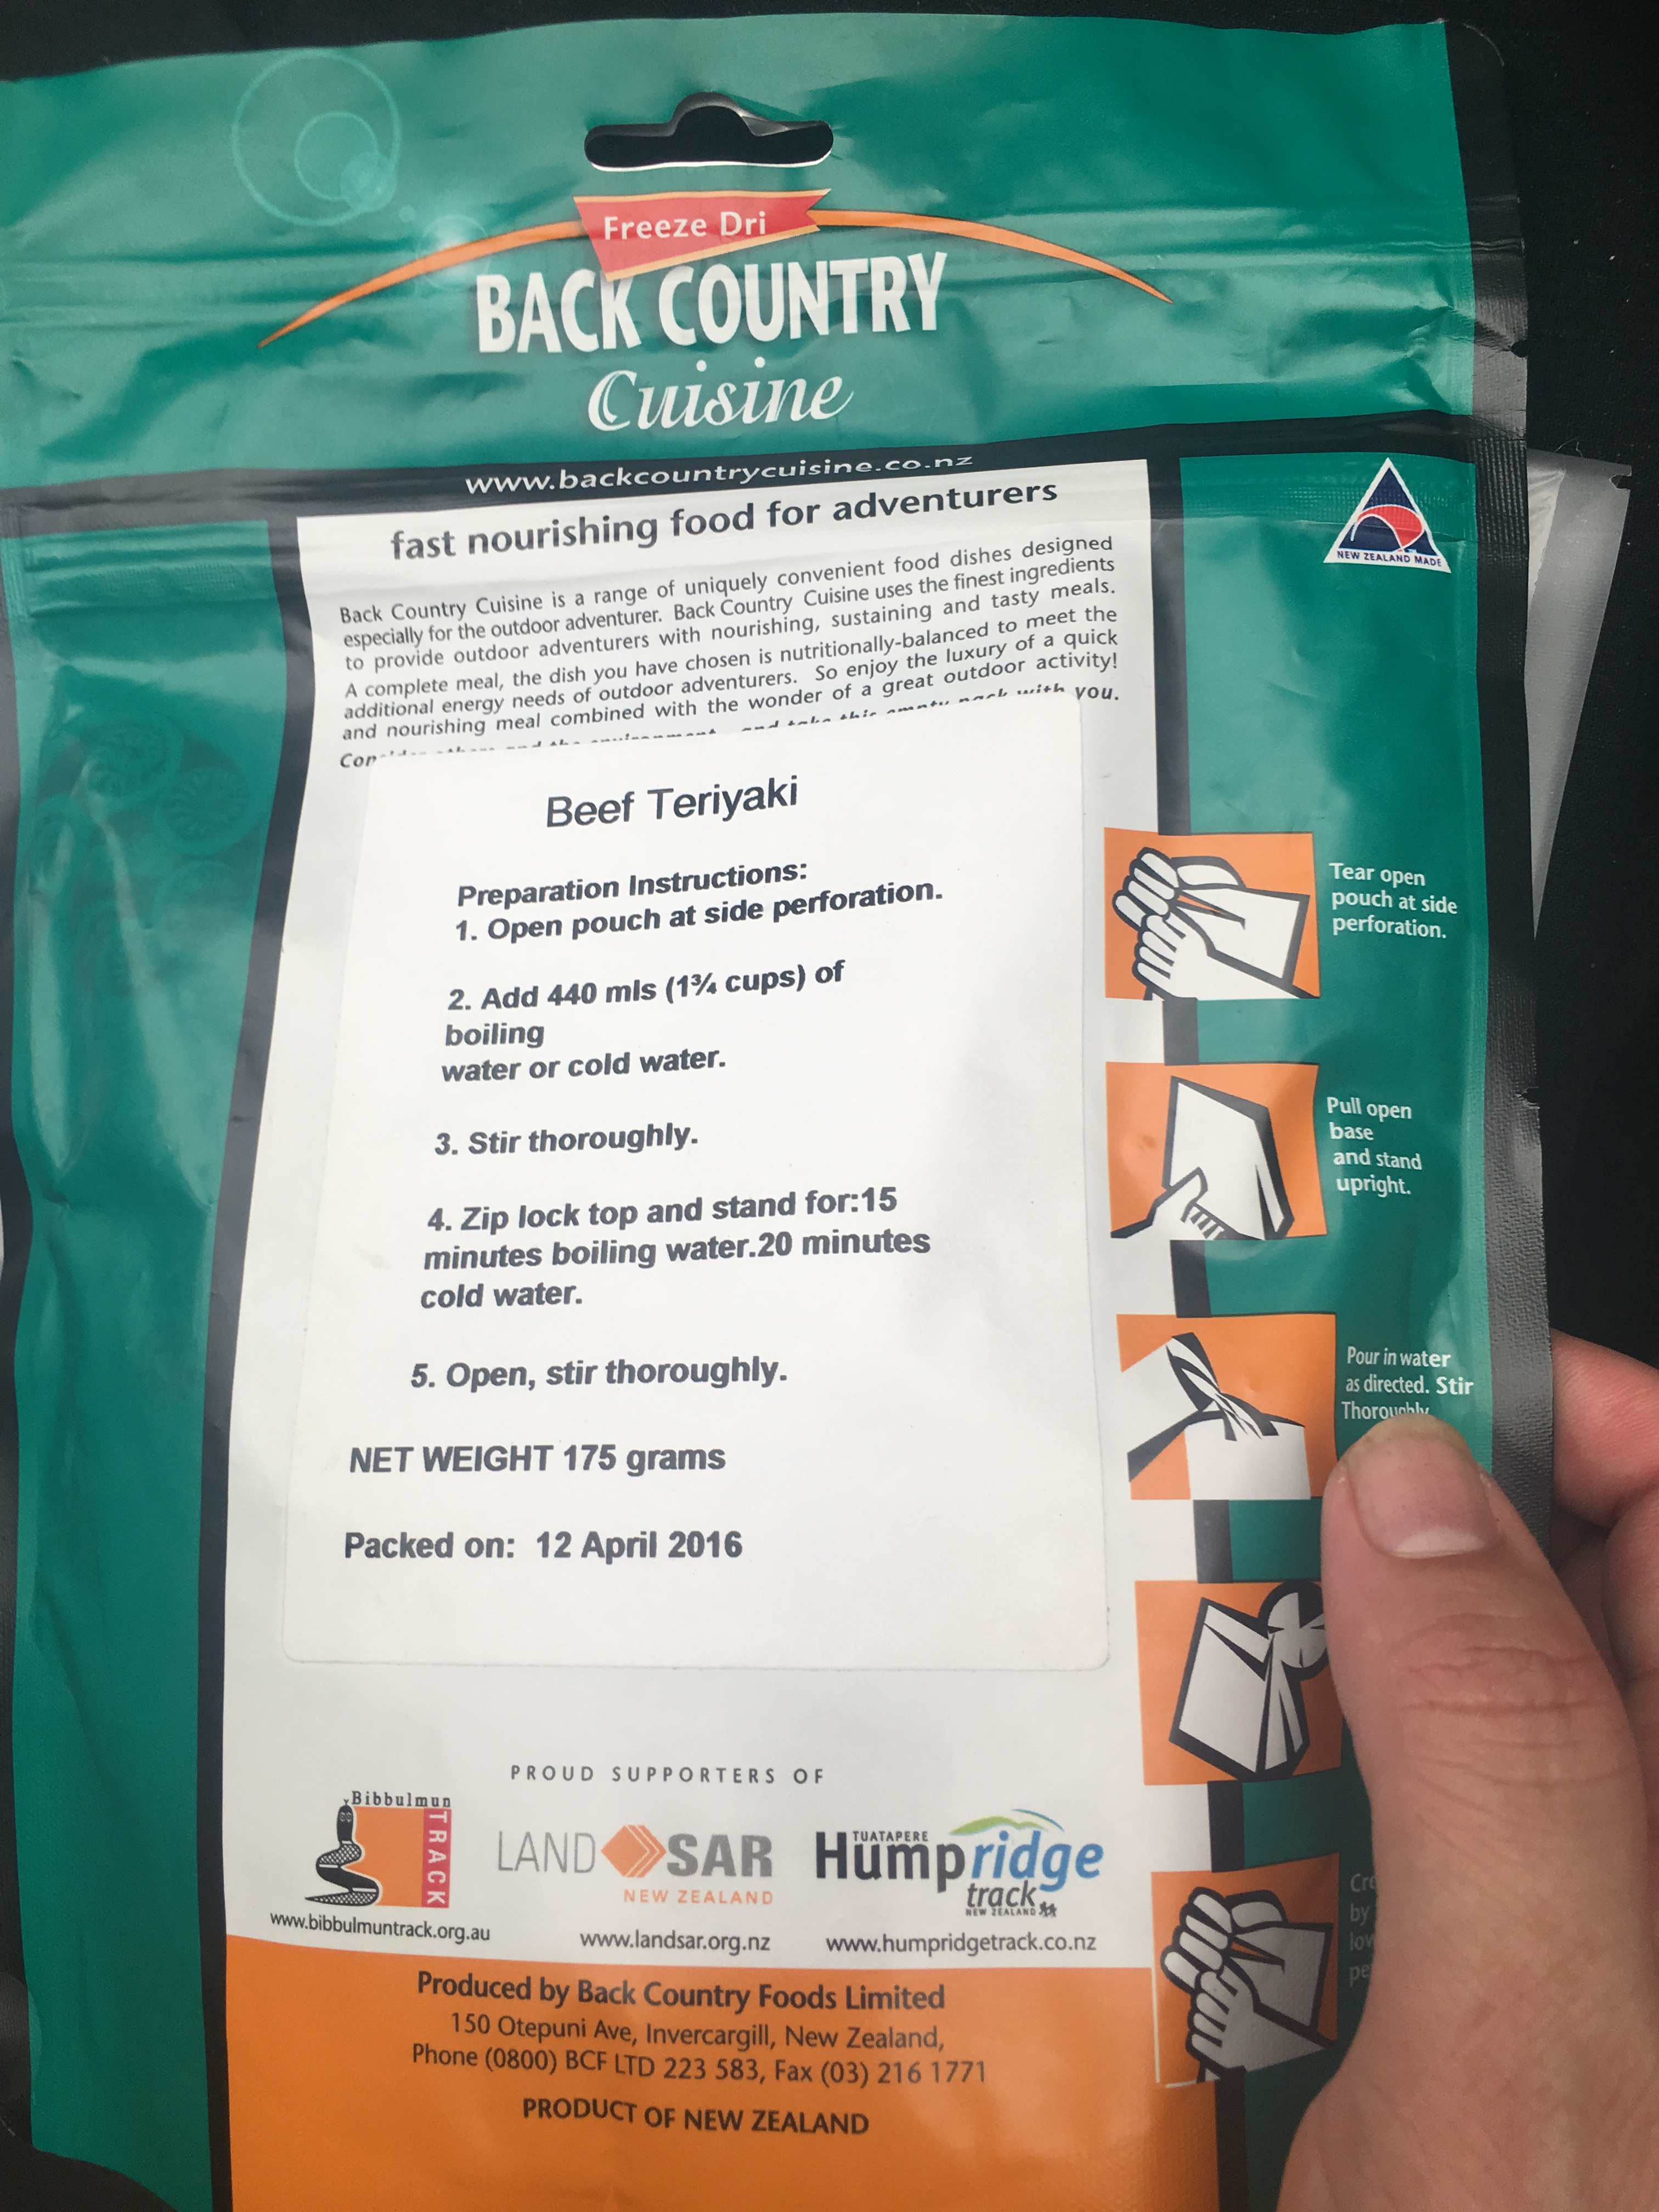 Freeze Dri
BACK COUNTRY
Cuisine
www.backcountrycuisine.co.nz
fast nourishing food for adventurers
Back Country Cuisine is a range of uniquely convenient food dishes designed
especially for the outdoor adventurer. Back Country Cuisine uses the finest ingredients
to provide outdoor adventurers with nourishing, sustaining and tasty meals.
A complete meal, the dish you have chosen is nutritionally-balanced to meet the
additional energy needs of outdoor adventurers. So enjoy the luxury of a quick
and nourishing meal combined with the wonder of a great outdoor activity!
and the environment and take this empty pack with you.
NEW ZEALAND MADE
Beef Teriyaki
Preparation Instructions:
1. Open pouch at side perforation.
2. Add 440 mls (1¾ cups) of
boiling
water or cold water.
3. Stir thoroughly.
4. Zip lock top and stand for:15
minutes boiling water.20 minutes
cold water.
5. Open, stir thoroughly.
NET WEIGHT 175 grams
Packed on: 12 April 2016
Tear open
pouch at side
perforation.
Pull open
base
and stand
upright.
Pour in water
as directed. Stir
Thoroughly
PROUD SUPPORTERS OF
Bibbulmun
TRACK
www.bibbulmuntrack.org.au
LAND SAR
NEW ZEALAND
www.landsar.org.nz
TUATAPERE
Humpridge
track
NEW ZEALAND
www.humpridgetrack.co.nz
Produced by Back Country Foods Limited
150 Otepuni Ave, Invercargill, New Zealand,
Phone (0800) BCF LTD 223 583, Fax (03) 216 1771
PRODUCT OF NEW ZEALAND